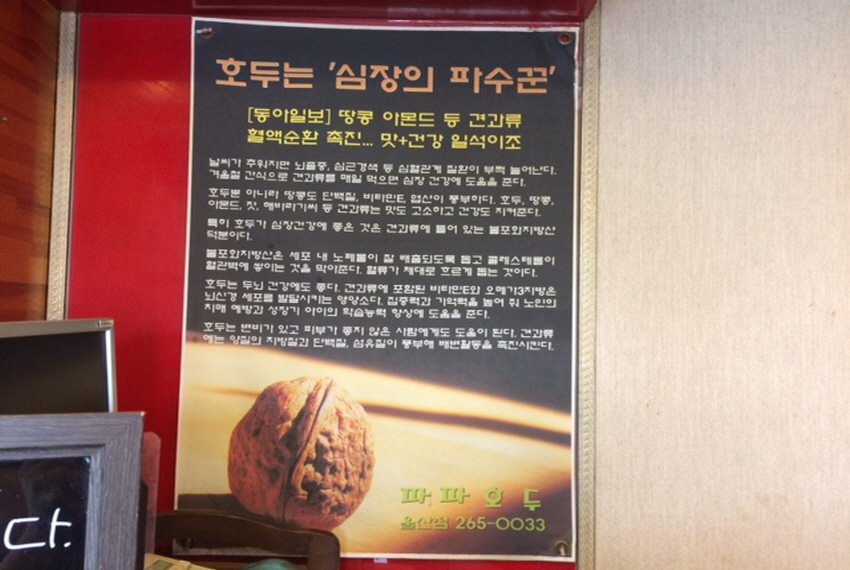 호두는 '심장의 파수꾼'
[동아일보] 땅콩 아몬드 등 견과류
혈액순환 촉진... 맛+건강 일석이조
날씨가 추워지면 뇌졸중, 심근경색 등 심혈관계 질환이 부쩍 늘어난다.
겨울철 간식으로 견과류를 매일 먹으면 심장 건강에 도움을 준다.
호두뿐 아니라 땅콩도 단백질, 비타민E, 엽산이 풍부하다. 호두, 땅콩,
아몬드, 잣, 해바라기씨 등 견과류는 맛도 고소하고 건강도 지켜준다.
특히 호두가 심장건강에 좋은 것은 견과류에 들어 있는 불포화지방산
덕분이다.
불포화지방산은 세포 내 노폐물이 잘 배출되도록 돕고 콜레스테롤이
혈관벽에 쌓이는 것을 막아준다. 혈류가 제대로 흐르게 돕는 것이다.
호두는 두뇌 건강에도 좋다. 견과류에 포함된 비타민E와 오메가3지방은
뇌신경 세포를 발달시키는 영양소다. 집중력과 기억력을 높여 줘 노인의
치매 예방과 성장기 아이의 학습능력 향상에 도움을 준다.
호두는 변비가 있고 피부가 좋지 않은 사람에게도 도움이 된다. 견과류
에는 양질의 지방질과 단백질, 섬유질이 풍부해 배변활동을 촉진시킨다.
파파호두
울산점 265-0033
다.